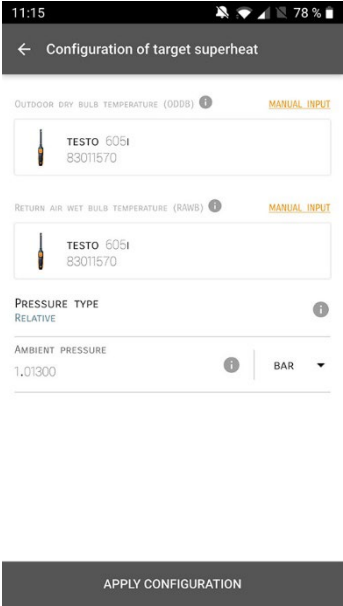 11:15 78 %
Configuration of target superheat
OUTDOOR DRY BULB TEMPERATURE (ODDB) i MANUAL INPUT
TESTO 605I
83011570
RETURN AIR WET BULB TEMPERATURE (RAWB) i MANUAL INPUT
TESTO 605I
83011570
PRESSURE TYPE i
RELATIVE
AMBIENT PRESSURE
1.01300 i BAR
APPLY CONFIGURATION